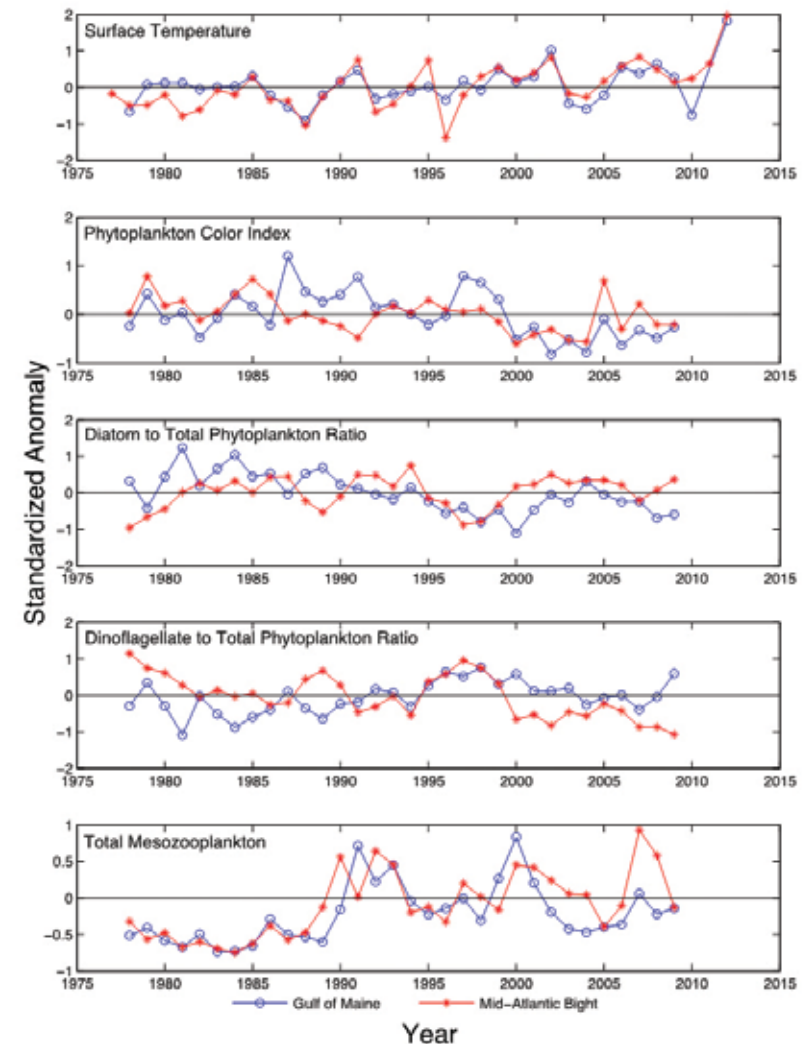 Surface Temperature
2
1
0
−1
−2
1975 1980 1985 1990 1995 2000 2005 2010 2015
Phytoplankton Color Index
2
1
0
−1
1975 1980 1985 1990 1995 2000 2005 2010 2015
Standardized Anomaly
Diatom to Total Phytoplankton Ratio
2
1
0
−1
−2
1975 1980 1985 1990 1995 2000 2005 2010 2015
Dinoflagellate to Total Phytoplankton Ratio
2
1
0
−1
−2
1975 1980 1985 1990 1995 2000 2005 2010 2015
Total Mesozooplankton
1
0.5
0
−0.5
−1
1975 1980 1985 1990 1995 2000 2005 2010 2015
Gulf of Maine Mid−Atlantic Bight
Year